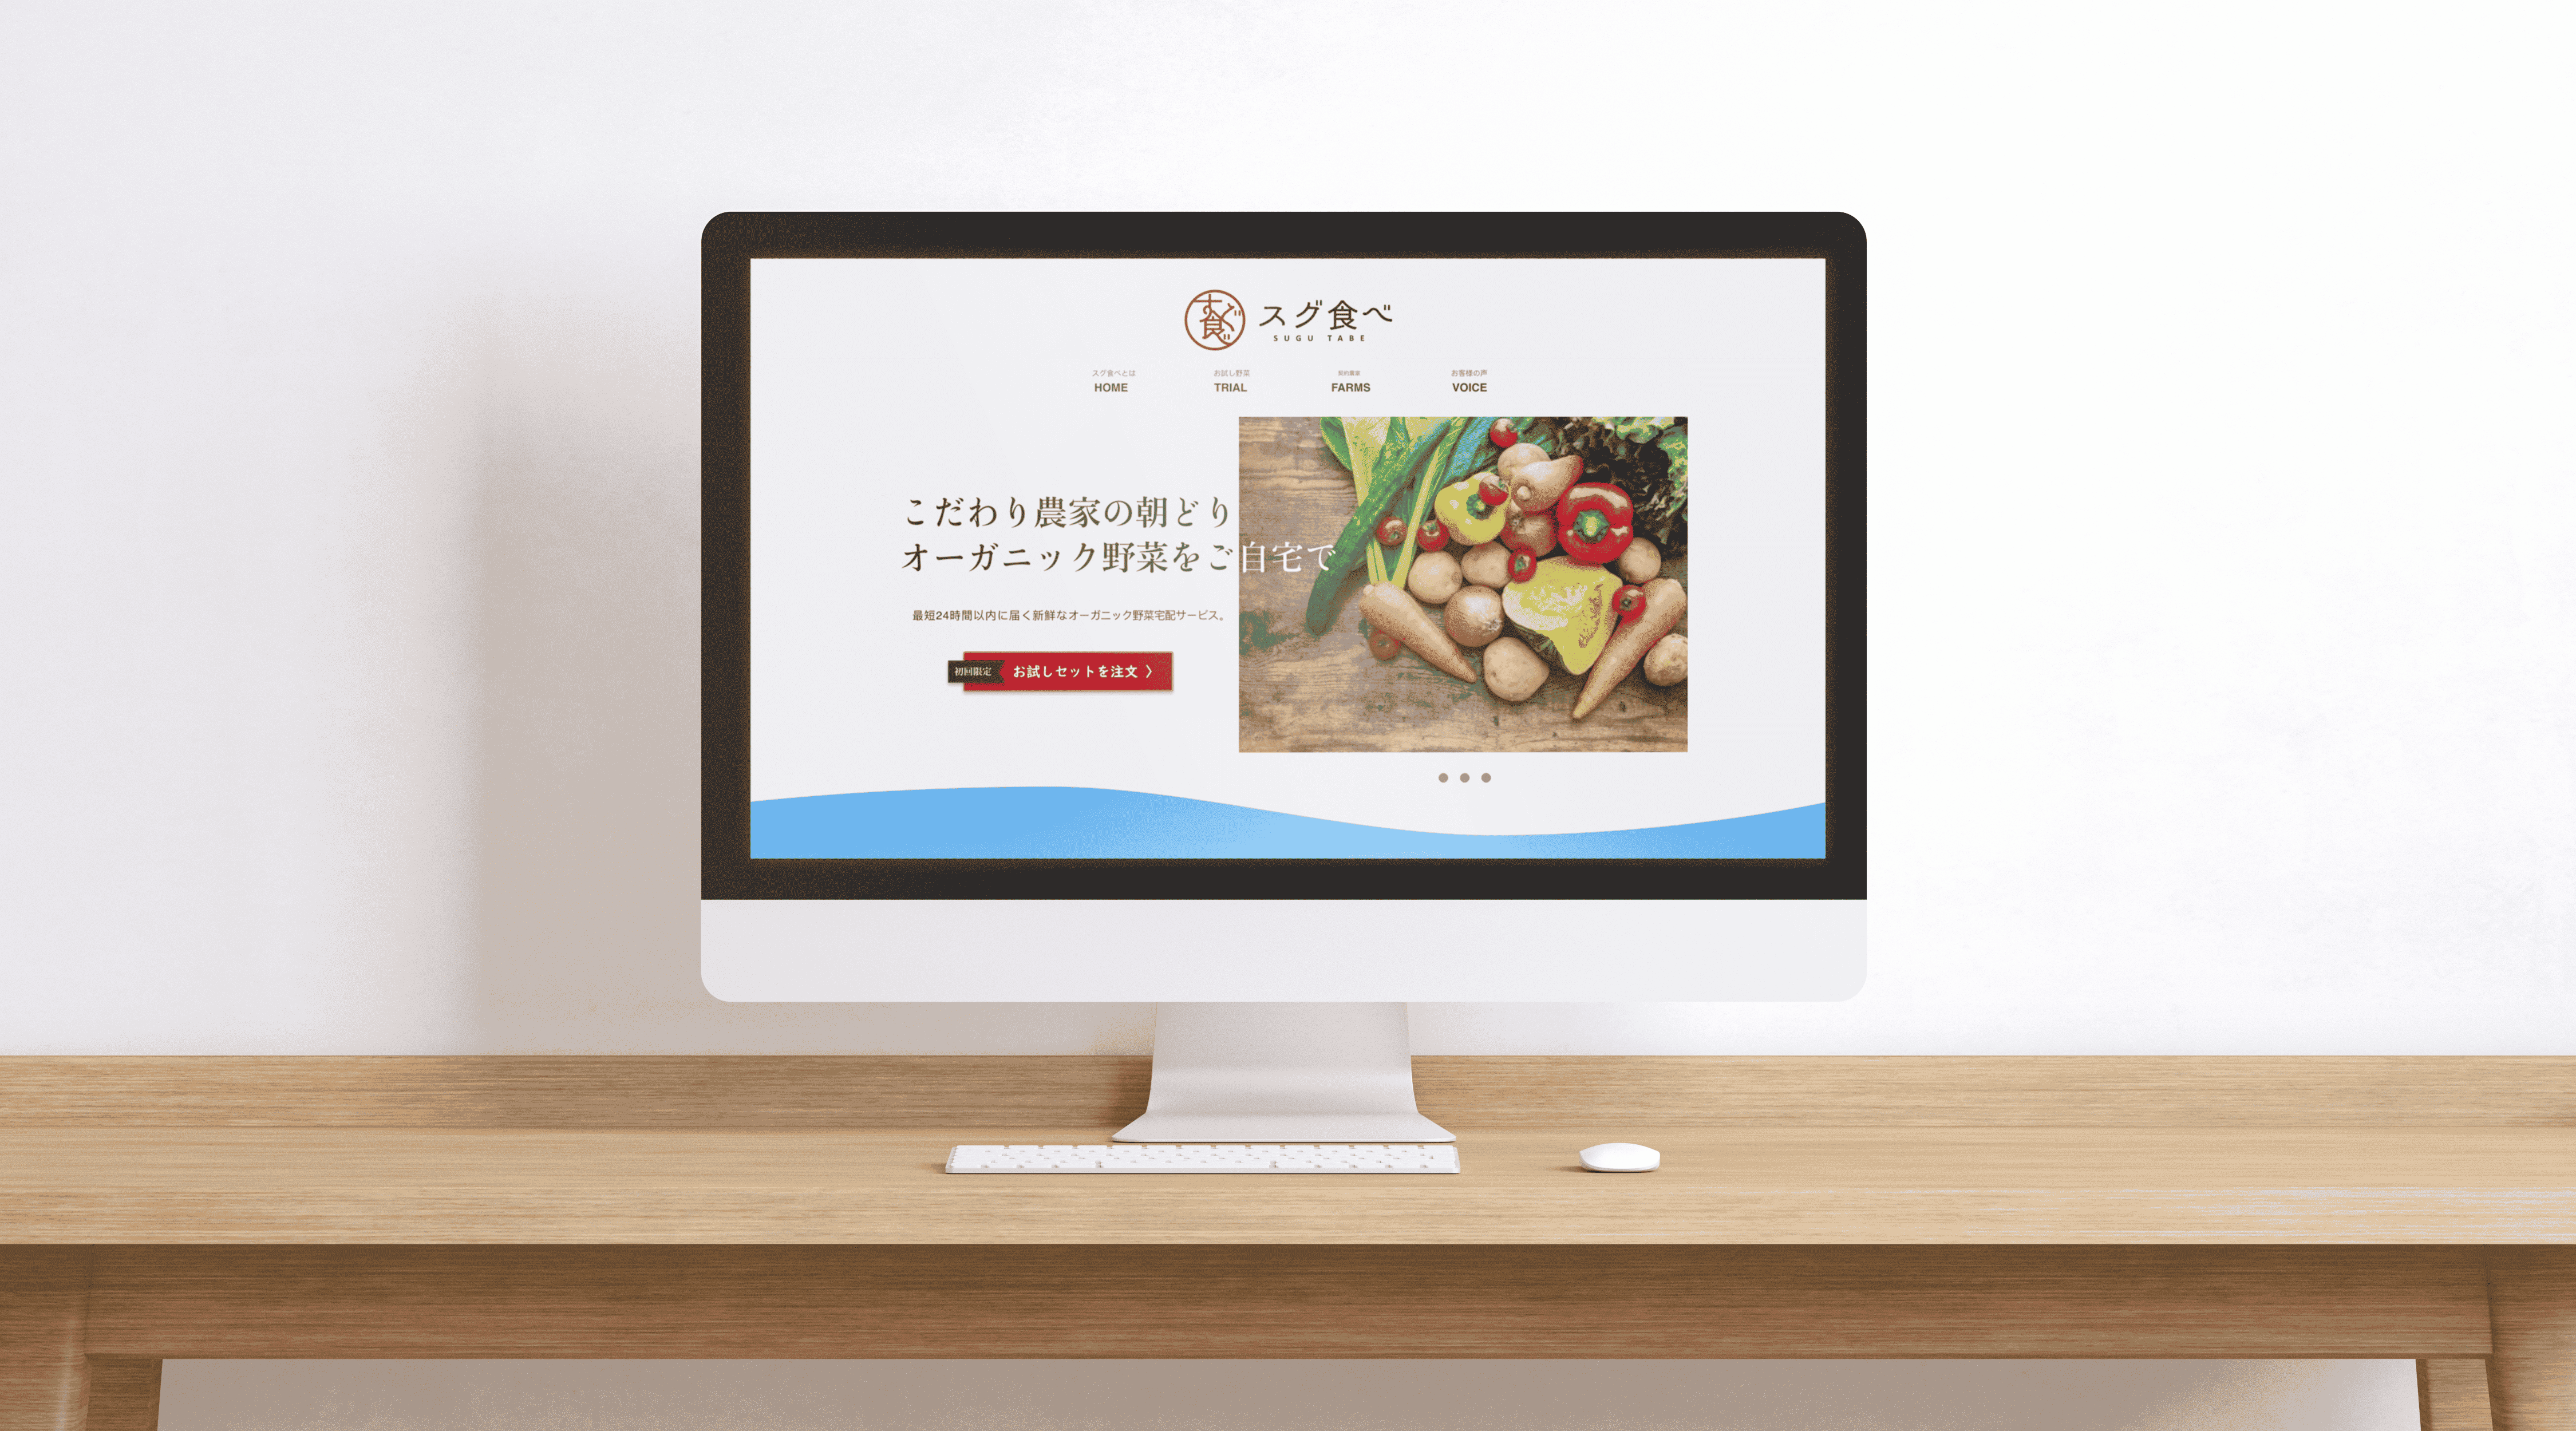 すぐ食べ
スグ食べ
SUGU TABE
スグ食べとは
HOME
お試し野菜
TRIAL
契約農家
FARMS
お客様の声
VOICE
こだわり農家の朝どり
オーガニック野菜をご自宅で
最短24時間以内に届く新鮮なオーガニック野菜宅配サービス。
初回限定
お試しセットを注文 〉